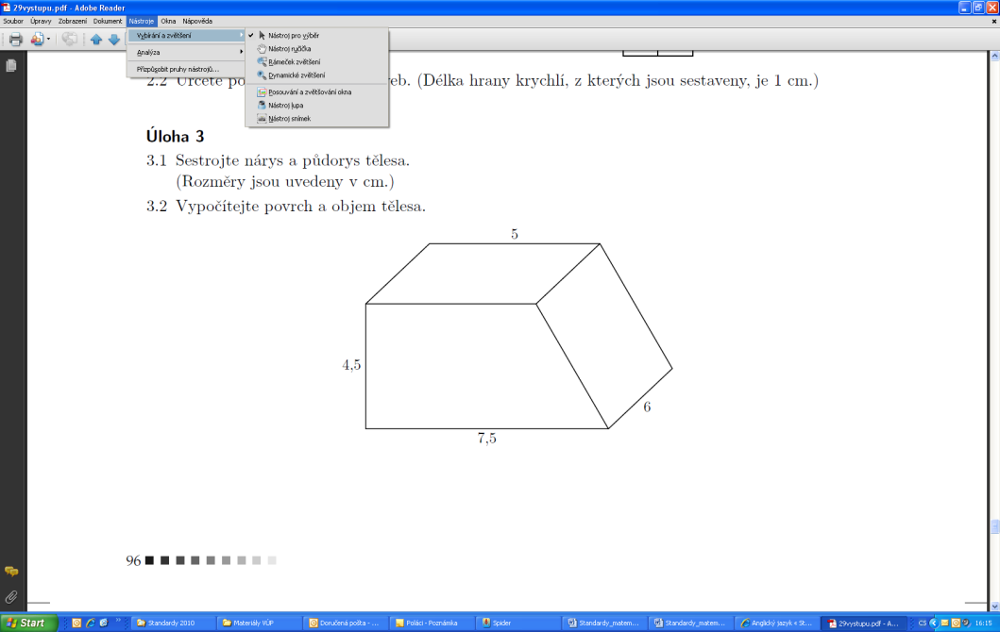 29vystupu.pdf - Adobe Reader
Soubor Úpravy Zobrazení Dokument Nástroje Okna Nápověda
Vybírání a zvětšení
Analýza
Přizpůsobit pruhy nástrojů...
Nástroj pro výběr
Nástroj ručička
Rámeček zvětšení
Dynamické zvětšení
Posouvání a zvětšování okna
Nástroj lupa
Nástroj snímek
2.2 Určete po
eb. (Délka hrany krychlí, z kterých jsou sestaveny, je 1 cm.)
Úloha 3
3.1 Sestrojte nárys a půdorys tělesa.
(Rozměry jsou uvedeny v cm.)
3.2 Vypočítejte povrch a objem tělesa.
5
4,5
6
7,5
96
Start
Standardy 2010
Materiály VÚP
Doručená pošta - ...
Poláci - Poznámka
Spider
Standardy_matem...
Standardy_matem...
Anglický jazyk « St...
29vystupu.pdf - A...
CS
16:15